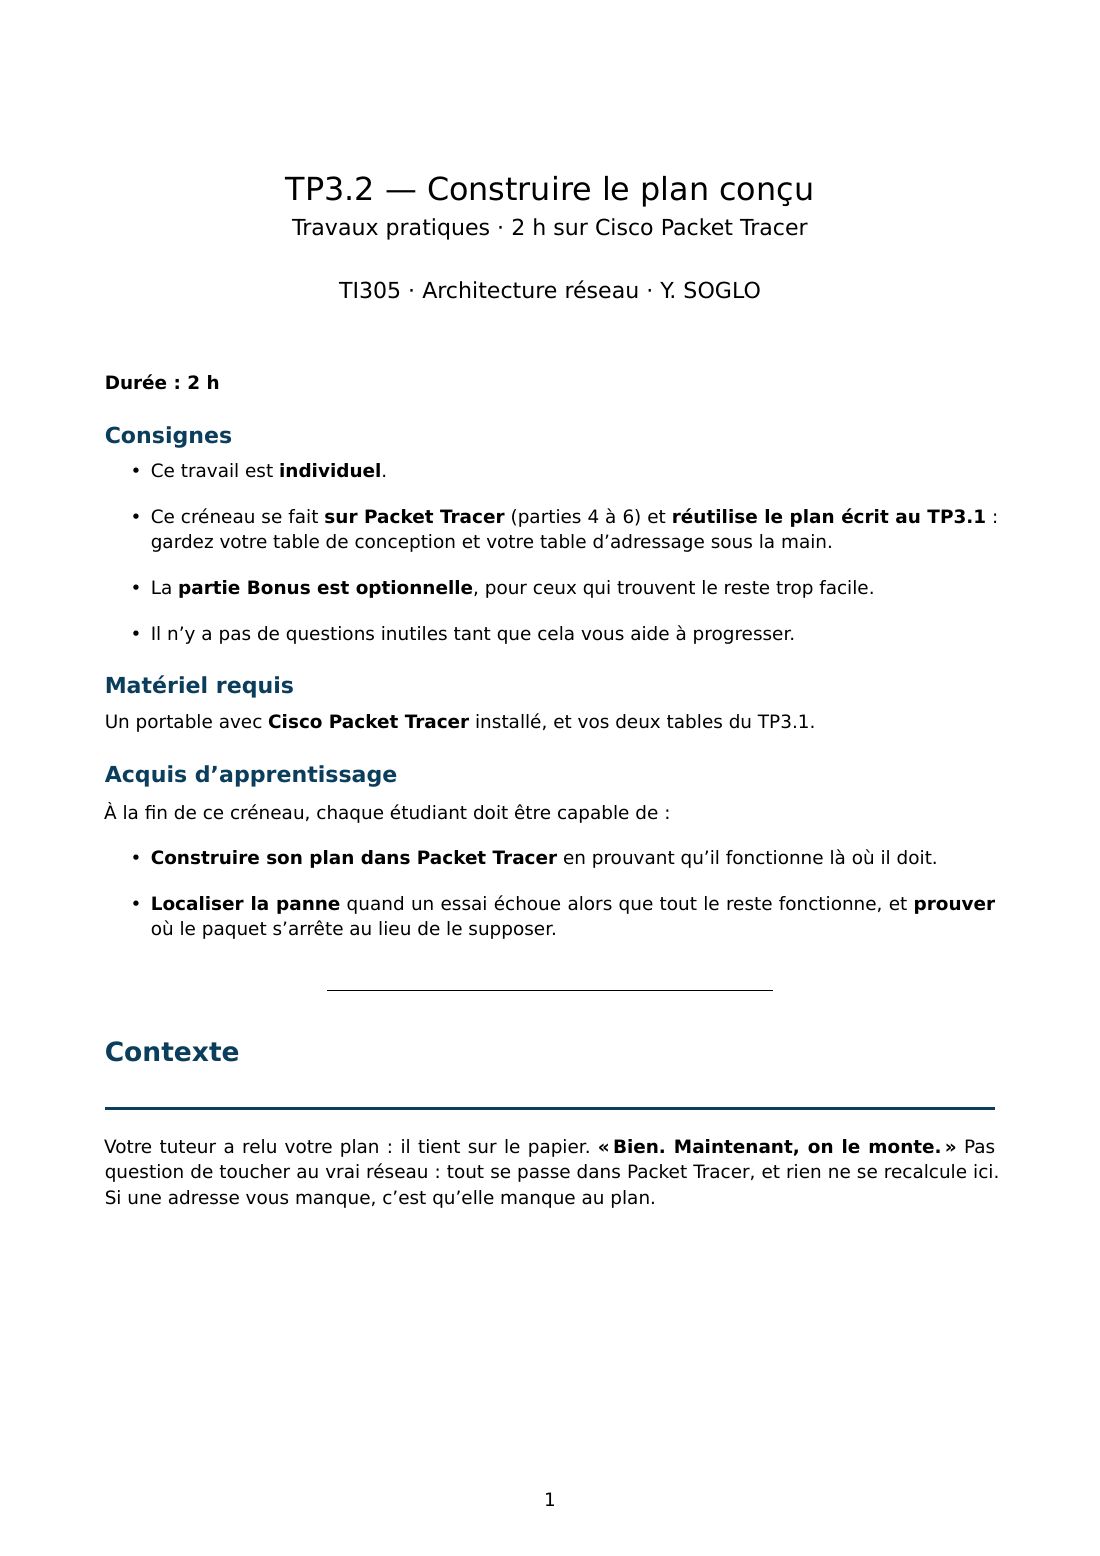 TP3.2 — Construire le plan conçu
Travaux pratiques · 2 h sur Cisco Packet Tracer
TI305 · Architecture réseau · Y. SOGLO
Durée : 2 h
Consignes
• Ce travail est individuel.
• Ce créneau se fait sur Packet Tracer (parties 4 à 6) et réutilise le plan écrit au TP3.1 :
gardez votre table de conception et votre table d’adressage sous la main.
• La partie Bonus est optionnelle, pour ceux qui trouvent le reste trop facile.
• Il n’y a pas de questions inutiles tant que cela vous aide à progresser.
Matériel requis
Un portable avec Cisco Packet Tracer installé, et vos deux tables du TP3.1.
Acquis d’apprentissage
À la fin de ce créneau, chaque étudiant doit être capable de :
• Construire son plan dans Packet Tracer en prouvant qu’il fonctionne là où il doit.
• Localiser la panne quand un essai échoue alors que tout le reste fonctionne, et prouver
où le paquet s’arrête au lieu de le supposer.
Contexte
Votre tuteur a relu votre plan : il tient sur le papier. « Bien. Maintenant, on le monte. » Pas
question de toucher au vrai réseau : tout se passe dans Packet Tracer, et rien ne se recalcule ici.
Si une adresse vous manque, c’est qu’elle manque au plan.
1